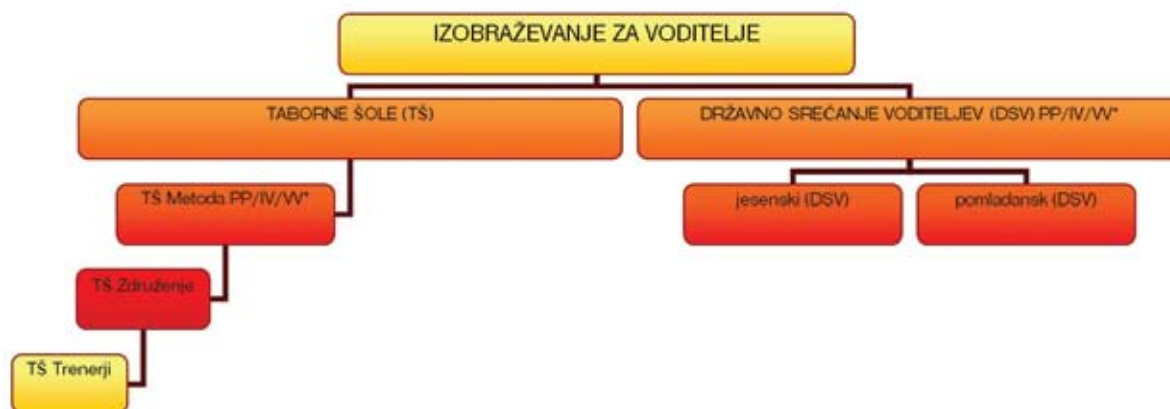 IZOBRAŽEVANJE ZA VODITELJE
TABORNE ŠOLE (TŠ)
DRŽAVNO SREČANJE VODITELJEV (DSV) PP/IV/VV*
TŠ Metoda PP/IV/VV*
jesenski (DSV)
pomladansk (DSV)
TŠ Združenje
TŠ Trenerji